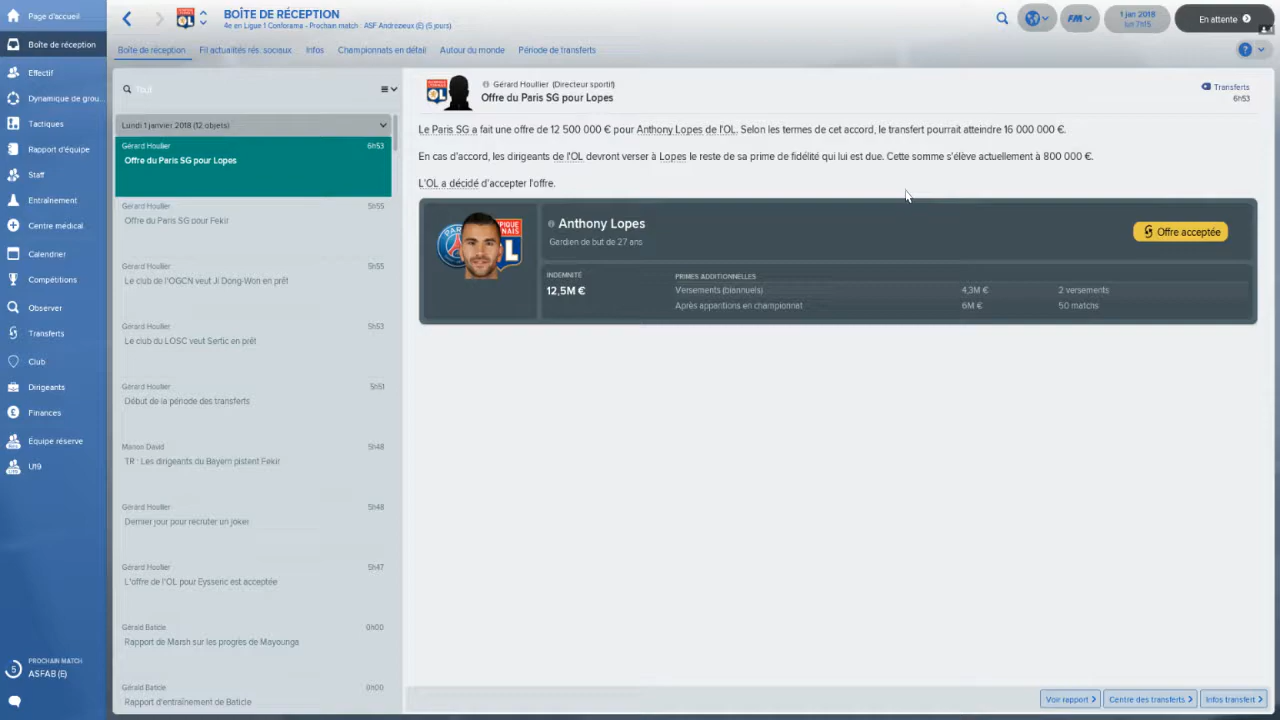 Page d'accueil
BOÎTE DE RÉCEPTION
4e en Ligue 1 Conforama - Prochain match : ASF Andrézieux (E) (5 jours)
FM
1 jan 2018
lun 7h15
En attente
Boîte de réception
Boîte de réception
Fil actualités rés. sociaux
Infos
Championnats en détail
Autour du monde
Période de transferts
?
Effectif
Dynamique de grou...
Tactiques
Rapport d'équipe
Staff
Entraînement
Centre médical
Calendrier
Compétitions
Observer
Transferts
Club
Dirigeants
Finances
Équipe réserve
U19
5
PROCHAIN MATCH
ASFAB (E)
Tout
Lundi 1 janvier 2018 (12 objets)
Gérard Houllier 6h53
Offre du Paris SG pour Lopes
Gérard Houllier 5h55
Offre du Paris SG pour Fekir
Gérard Houllier 5h55
Le club de l'OGCN veut Ji Dong-Won en prêt
Gérard Houllier 5h53
Le club du LOSC veut Sertic en prêt
Gérard Houllier 5h51
Début de la période des transferts
Manon David 5h48
TR : Les dirigeants du Bayern pistent Fekir
Gérard Houllier 5h48
Dernier jour pour recruter un joker
Gérard Houllier 5h47
L'offre de l'OL pour Eysseric est acceptée
Gérald Baticle 0h00
Rapport de Marsh sur les progrès de Mayounga
Gérald Baticle 0h00
Rapport d'entraînement de Baticle
Gérard Houllier (Directeur sportif)
Offre du Paris SG pour Lopes
Transferts
6h53
Le Paris SG a fait une offre de 12 500 000 € pour Anthony Lopes de l'OL. Selon les termes de cet accord, le transfert pourrait atteindre 16 000 000 €.
En cas d'accord, les dirigeants de l'OL devront verser à Lopes le reste de sa prime de fidélité qui lui est due. Cette somme s'élève actuellement à 800 000 €.
L'OL a décidé d'accepter l'offre.
Anthony Lopes
Gardien de but de 27 ans
Offre acceptée
INDEMNITÉ
12,5M €
PRIMES ADDITIONNELLES
Versements (biannuels) 4,3M € 2 versements
Après apparitions en championnat 6M € 50 matchs
Voir rapport
Centre des transferts
Infos transfert